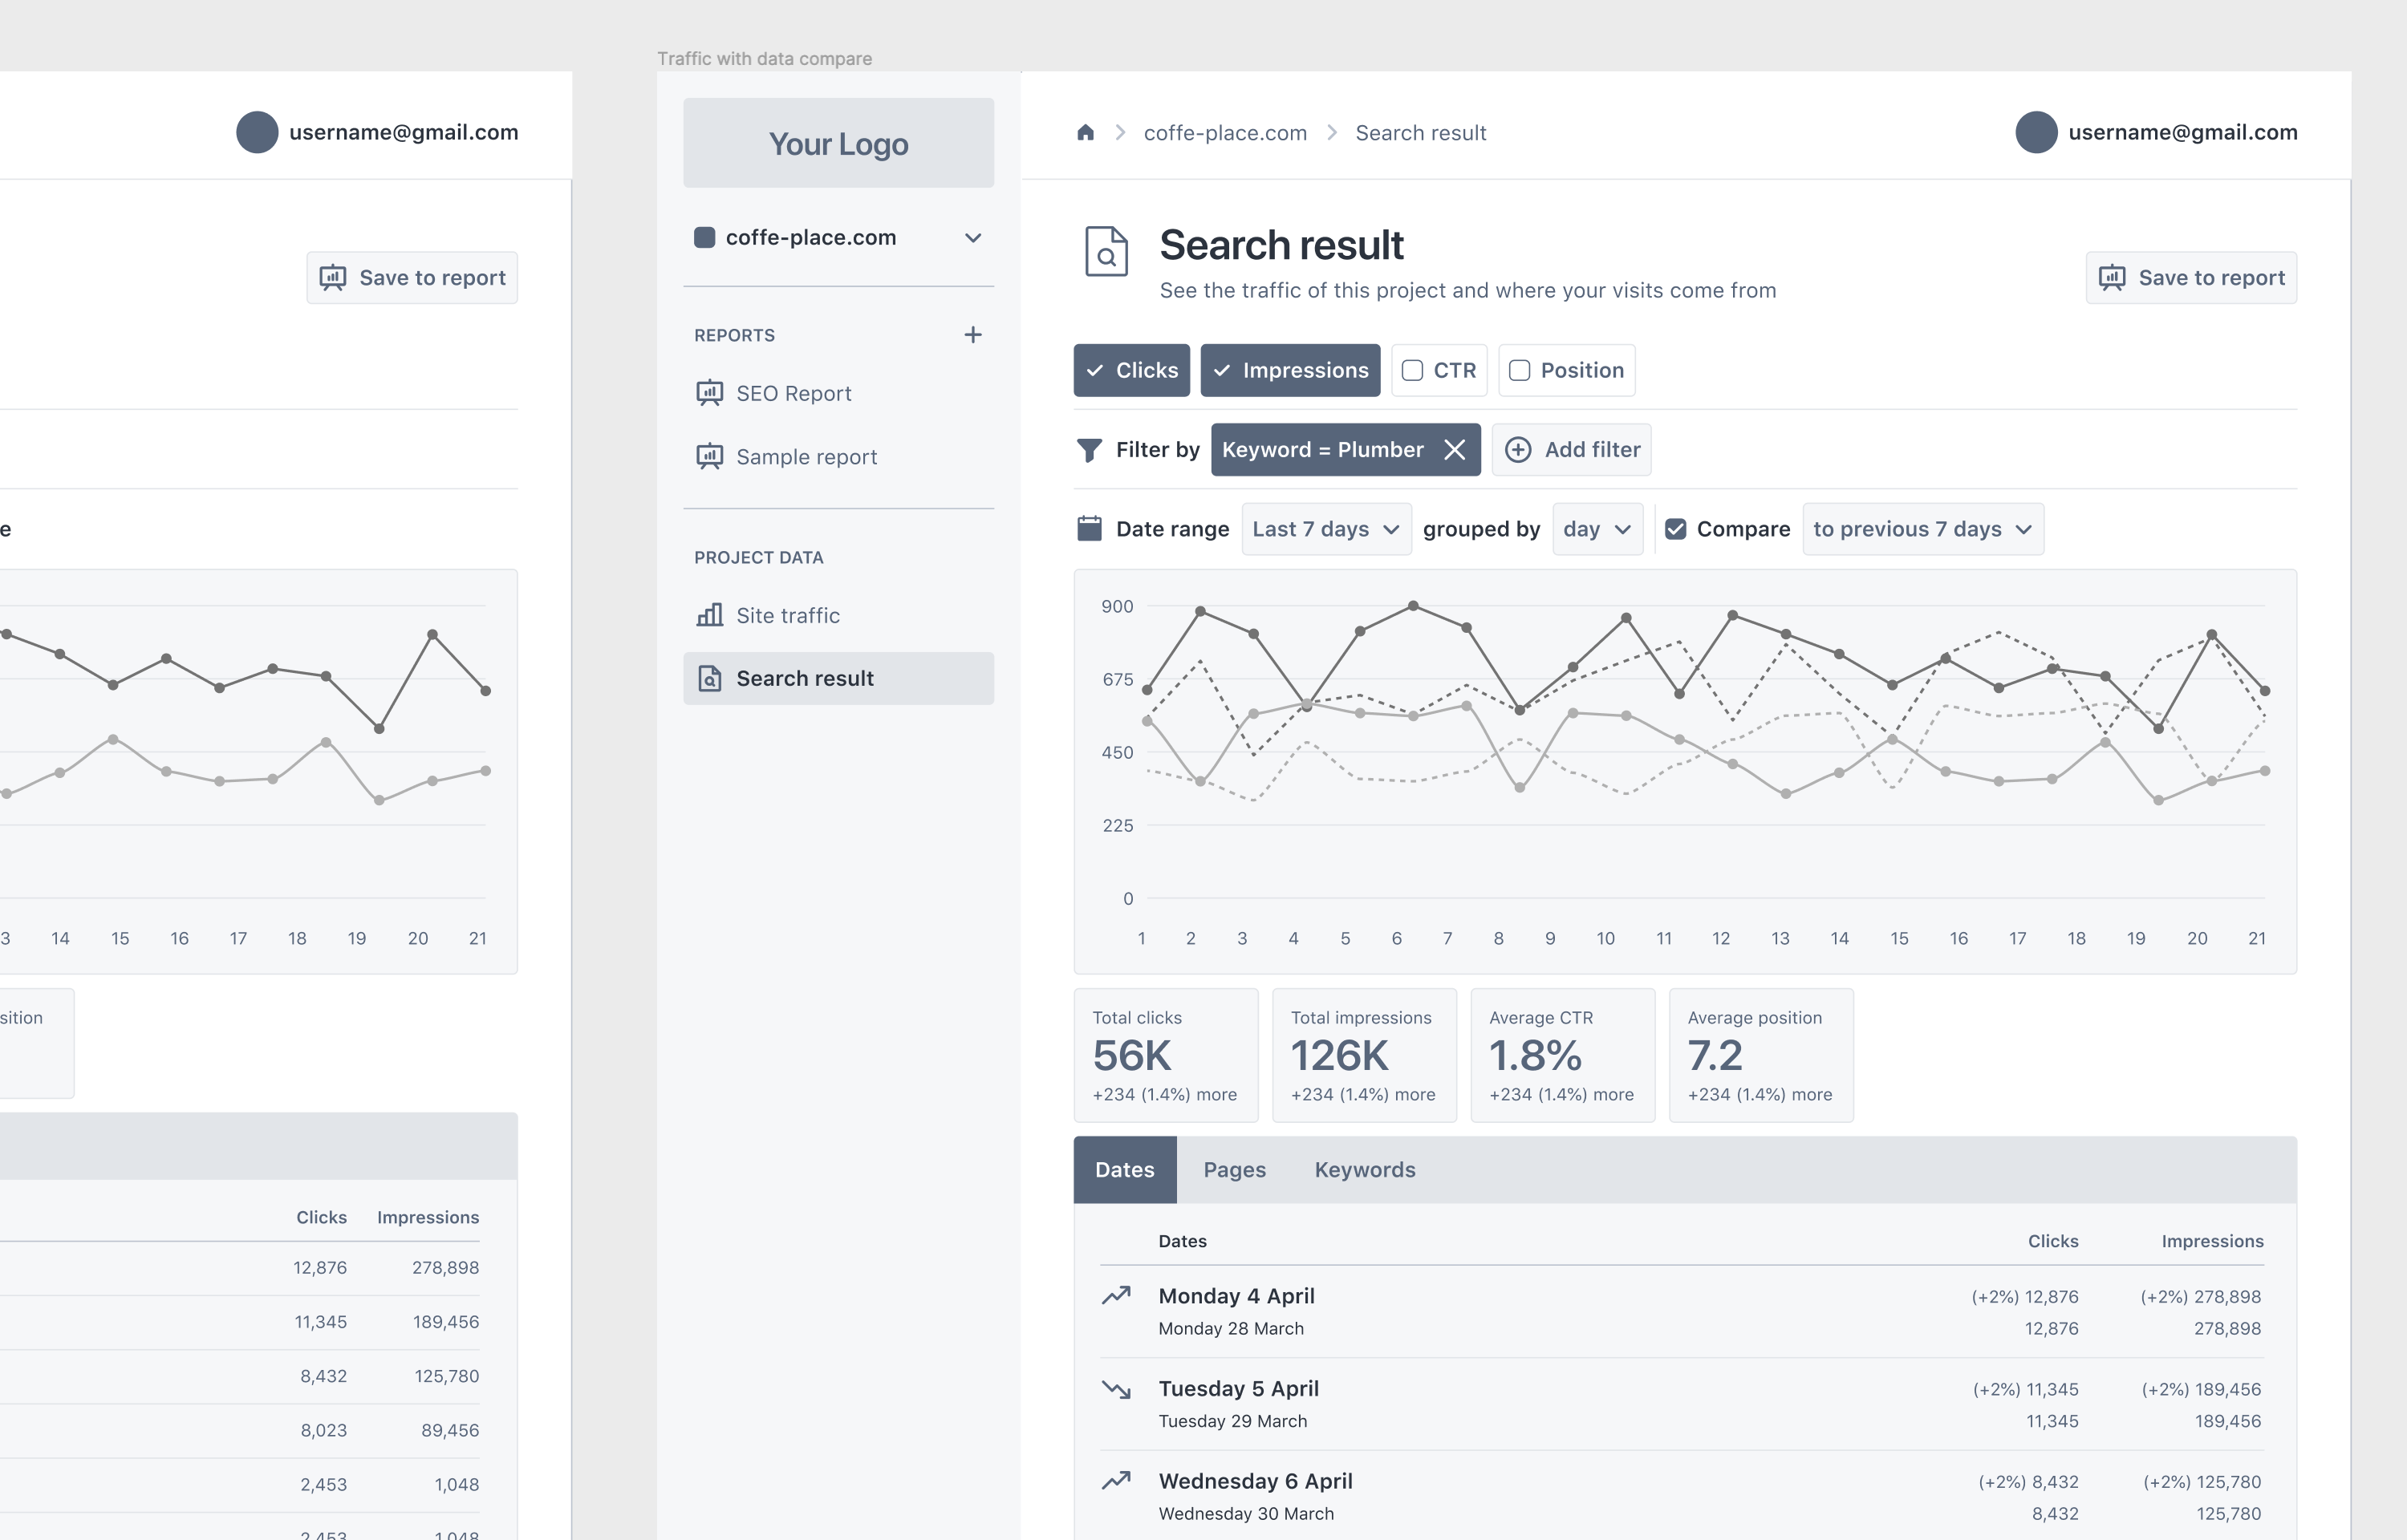 Traffic with data compare
username@gmail.com
Save to report
e
3 14 15 16 17 18 19 20 21
sition
Clicks Impressions
12,876 278,898
11,345 189,456
8,432 125,780
8,023 89,456
2,453 1,048
2,453 1,048
Your Logo
coffe-place.com
REPORTS
SEO Report
Sample report
PROJECT DATA
Site traffic
Search result
coffe-place.com Search result
username@gmail.com
Search result
See the traffic of this project and where your visits come from
Save to report
Clicks Impressions CTR Position
Filter by Keyword = Plumber Add filter
Date range Last 7 days grouped by day Compare to previous 7 days
900
675
450
225
0
1 2 3 4 5 6 7 8 9 10 11 12 13 14 15 16 17 18 19 20 21
Total clicks
56K
+234 (1.4%) more
Total impressions
126K
+234 (1.4%) more
Average CTR
1.8%
+234 (1.4%) more
Average position
7.2
+234 (1.4%) more
Dates Pages Keywords
Dates Clicks Impressions
Monday 4 April (+2%) 12,876 (+2%) 278,898
Monday 28 March 12,876 278,898
Tuesday 5 April (+2%) 11,345 (+2%) 189,456
Tuesday 29 March 11,345 189,456
Wednesday 6 April (+2%) 8,432 (+2%) 125,780
Wednesday 30 March 8,432 125,780